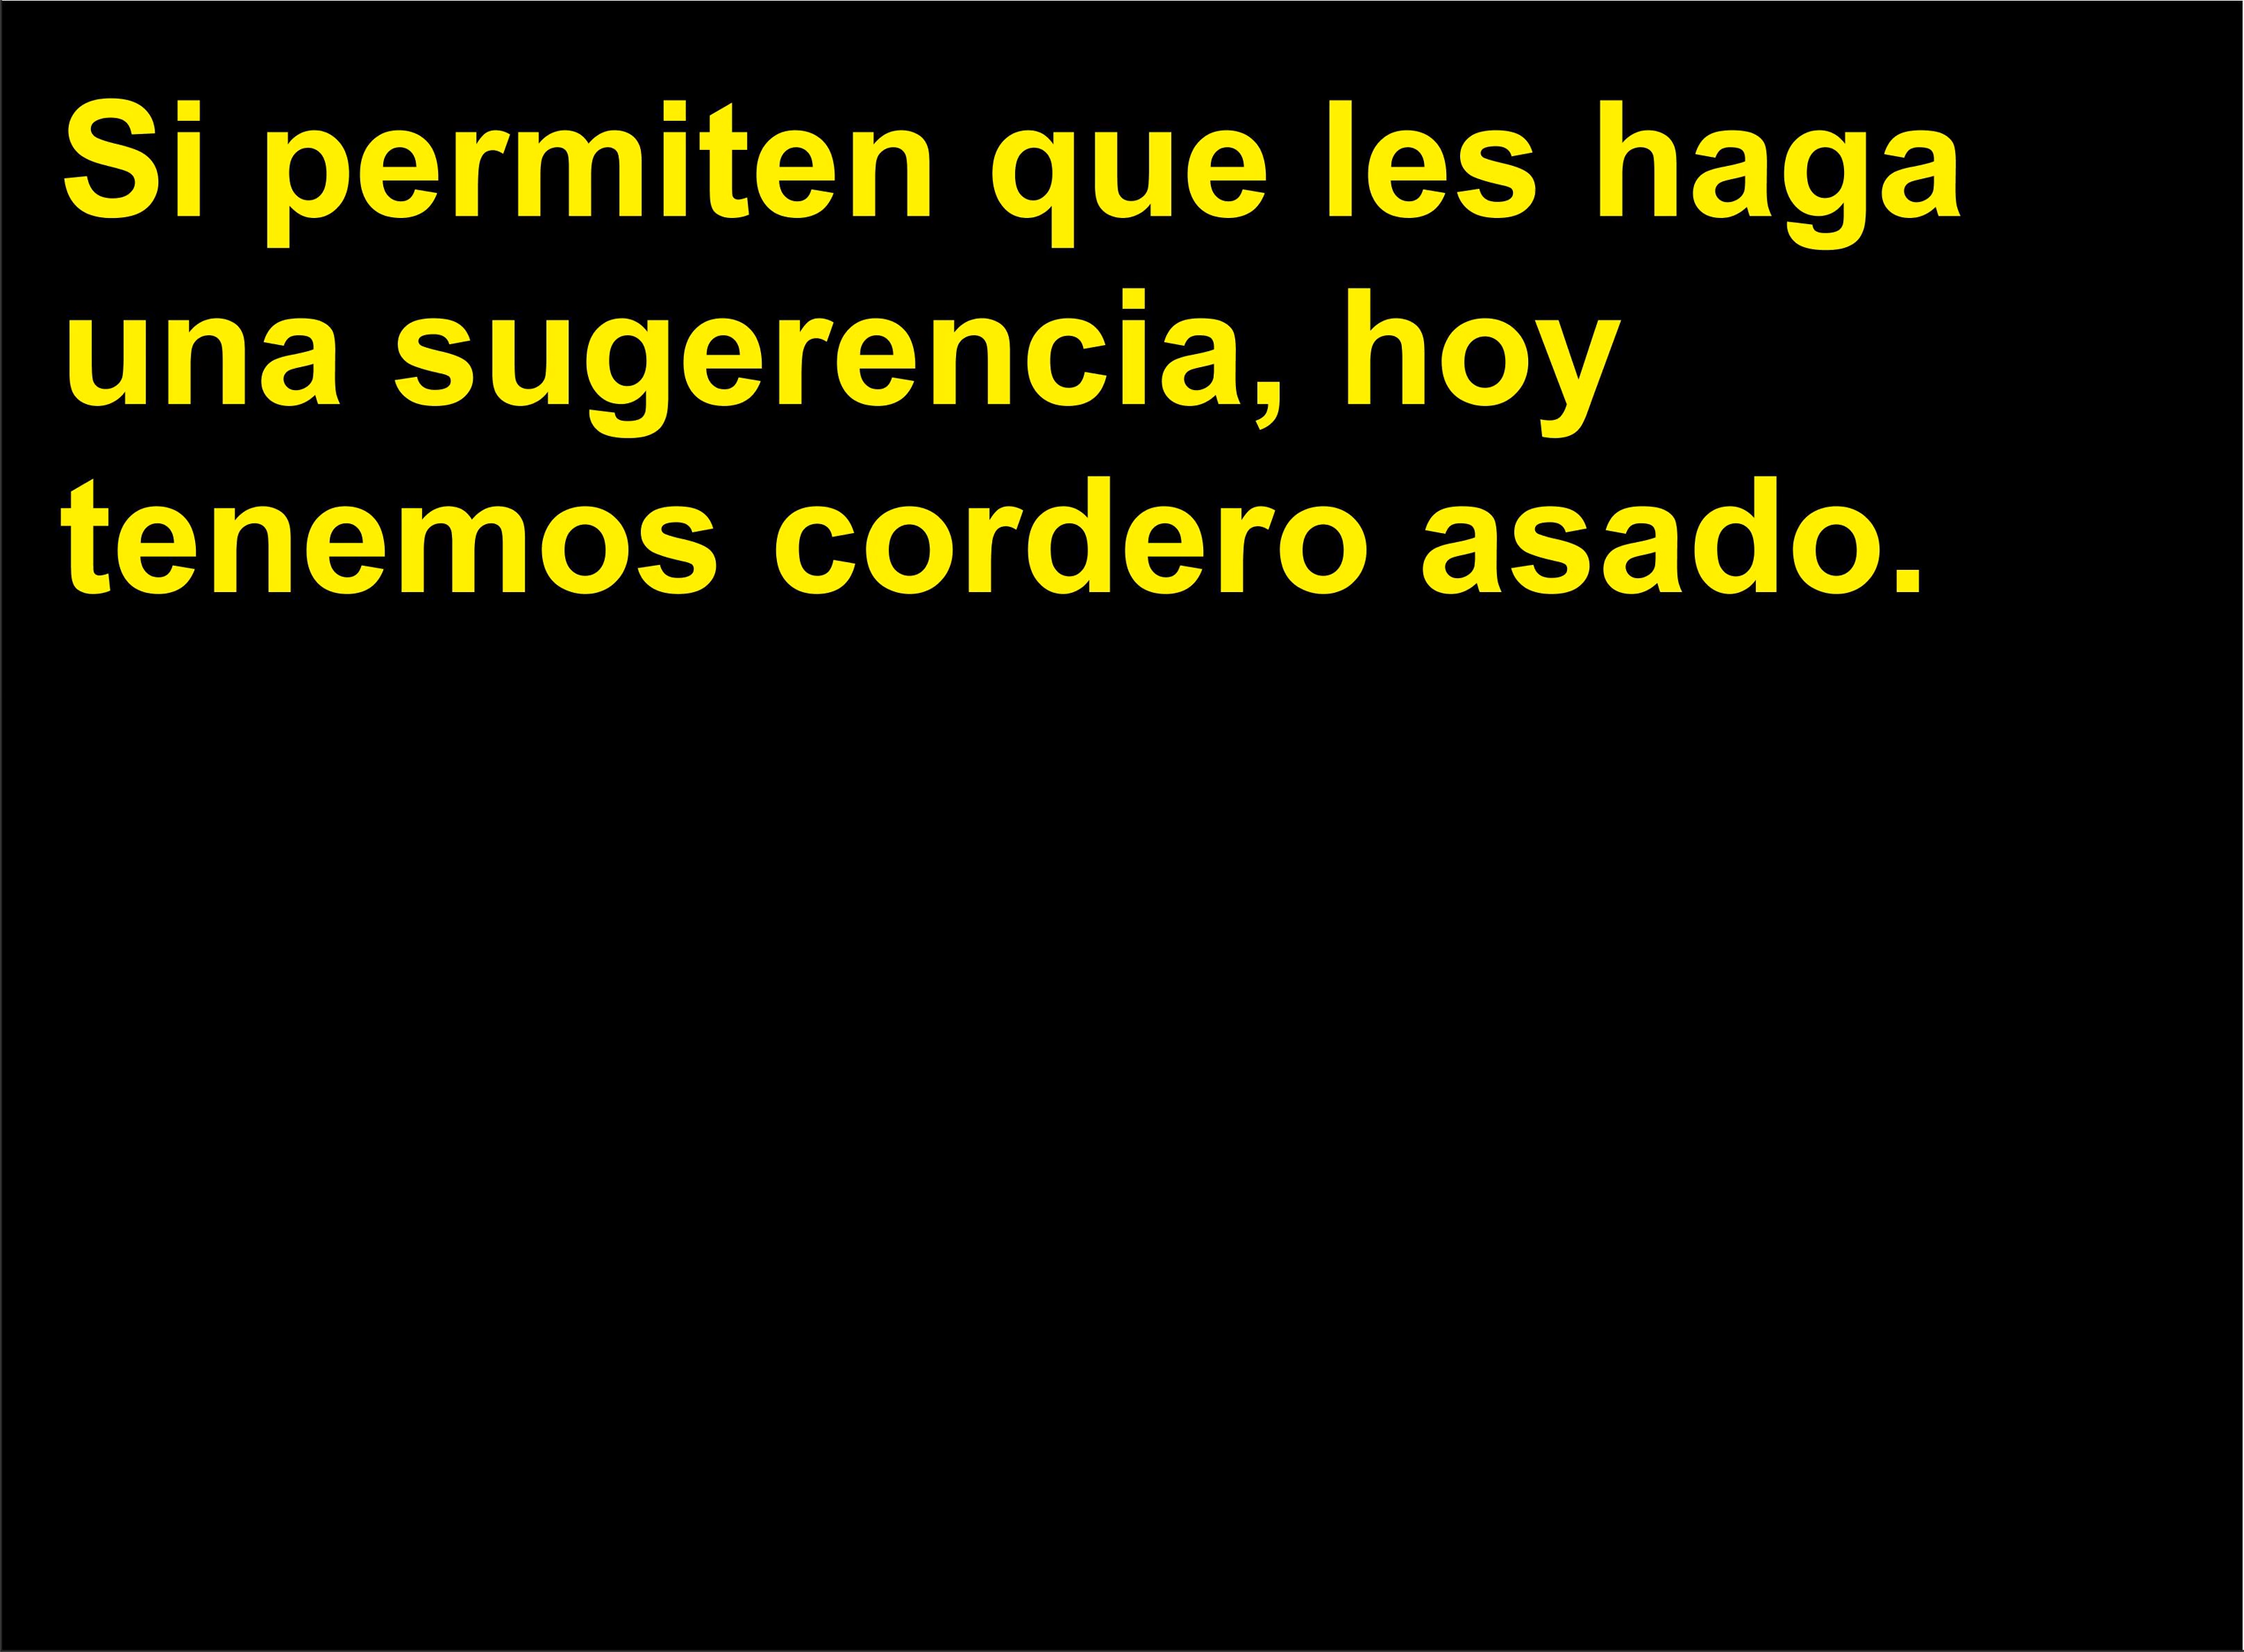 Si permiten que les haga
una sugerencia, hoy
tenemos cordero asado.